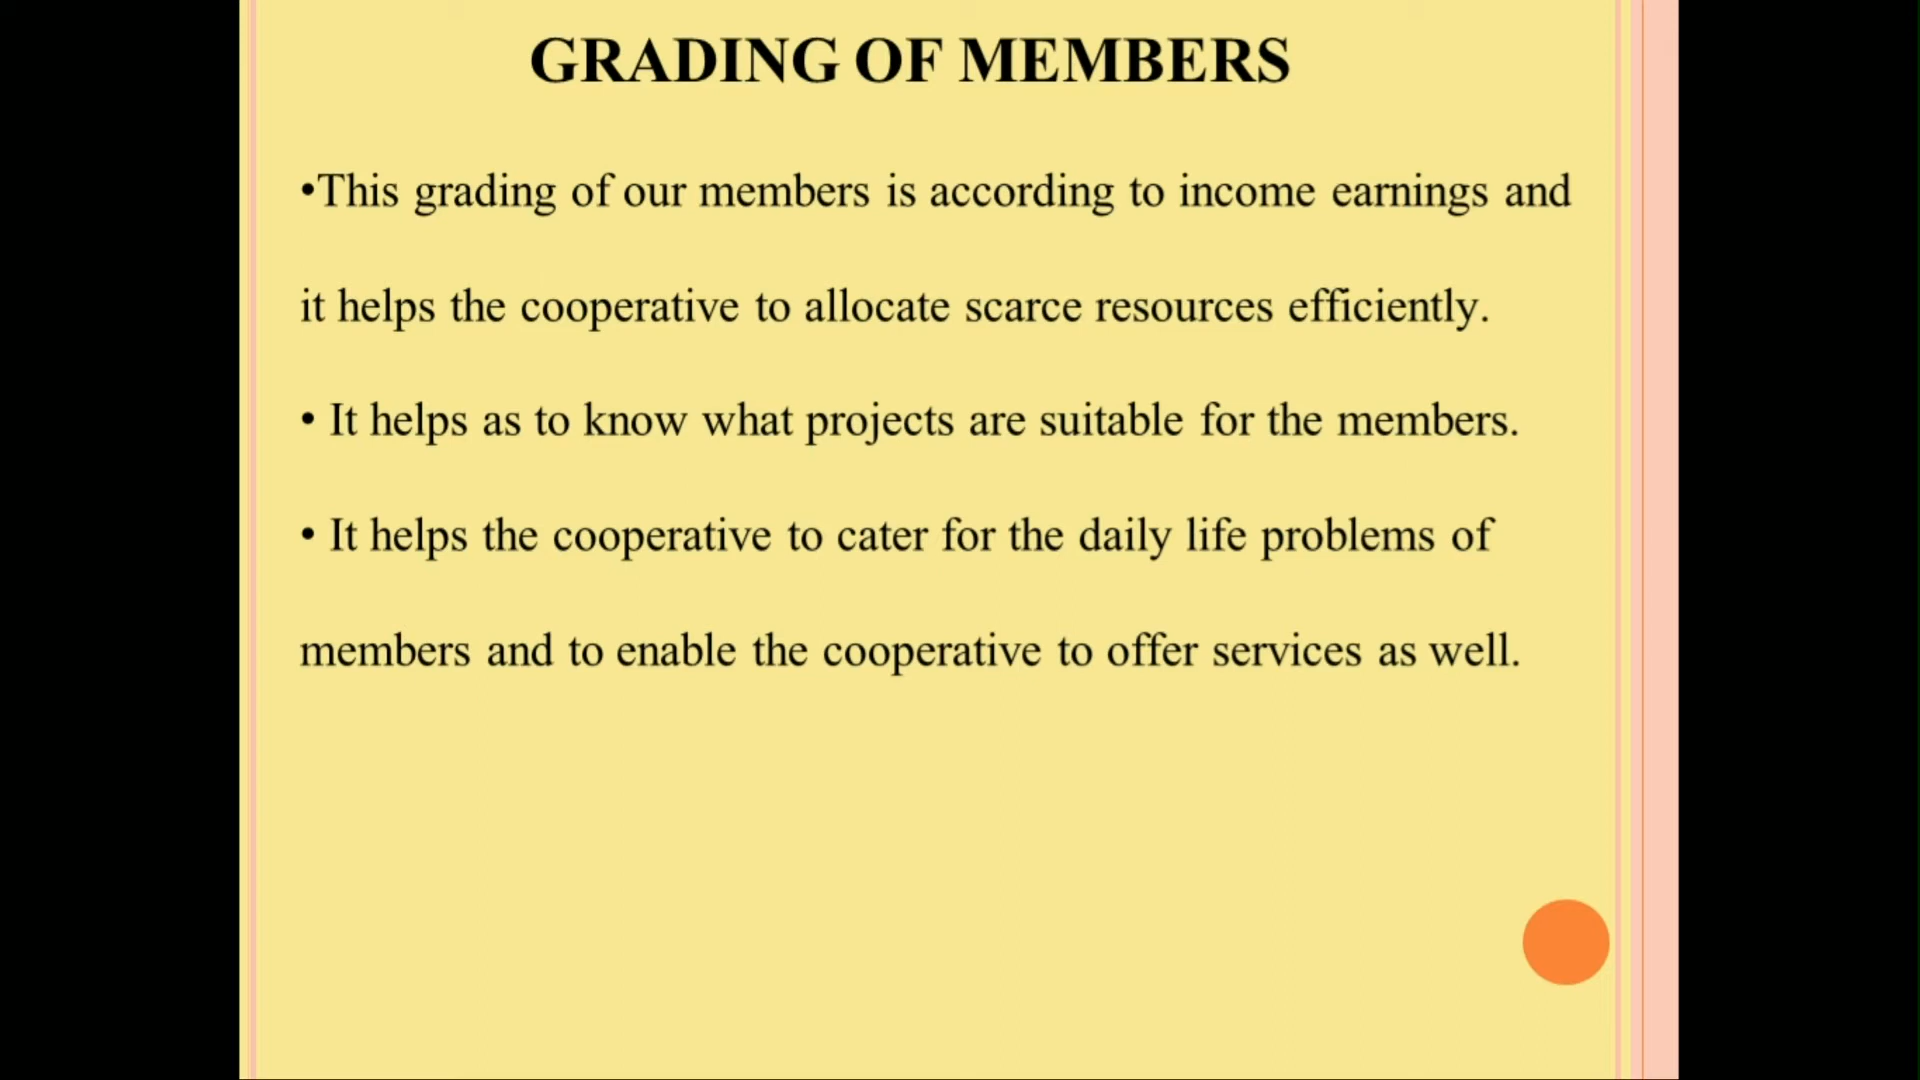 GRADING OF MEMBERS
•This grading of our members is according to income earnings and
it helps the cooperative to allocate scarce resources efficiently.
• It helps as to know what projects are suitable for the members.
• It helps the cooperative to cater for the daily life problems of
members and to enable the cooperative to offer services as well.